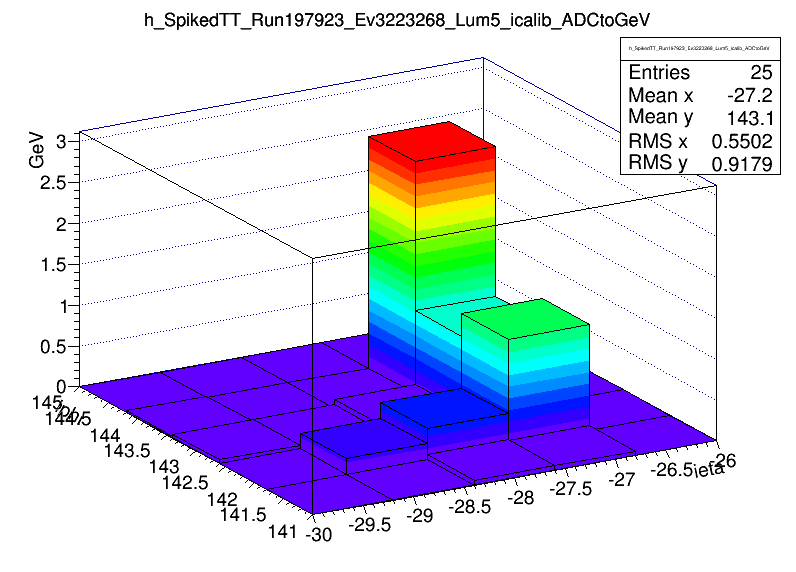 h_SpikedTT_Run197923_Ev3223268_Lum5_icalib_ADCtoGeV
h_SpikedTT_Run197923_Ev3223268_Lum5_icalib_ADCtoGeV
Entries 25
Mean x -27.2
Mean y 143.1
RMS x 0.5502
RMS y 0.9179
GeV
3
2.5
2
1.5
1
0.5
0
145
144.5
144
143.5
143
142.5
142
141.5
141
-30
-29.5
-29
-28.5
-28
-27.5
-27
-26.5
-26
ieta